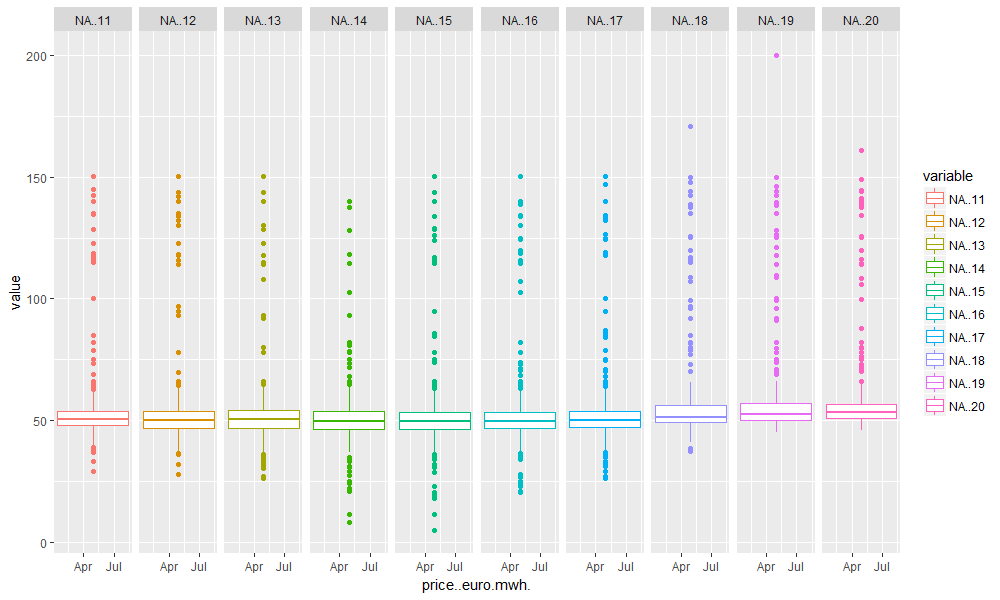 NA..11 NA..12 NA..13 NA..14 NA..15 NA..16 NA..17 NA..18 NA..19 NA..20
200
150
100
50
0
value
Apr Jul Apr Jul Apr Jul Apr Jul Apr Jul Apr Jul Apr Jul Apr Jul Apr Jul Apr Jul
price..euro.mwh.
variable
NA..11
NA..12
NA..13
NA..14
NA..15
NA..16
NA..17
NA..18
NA..19
NA..20